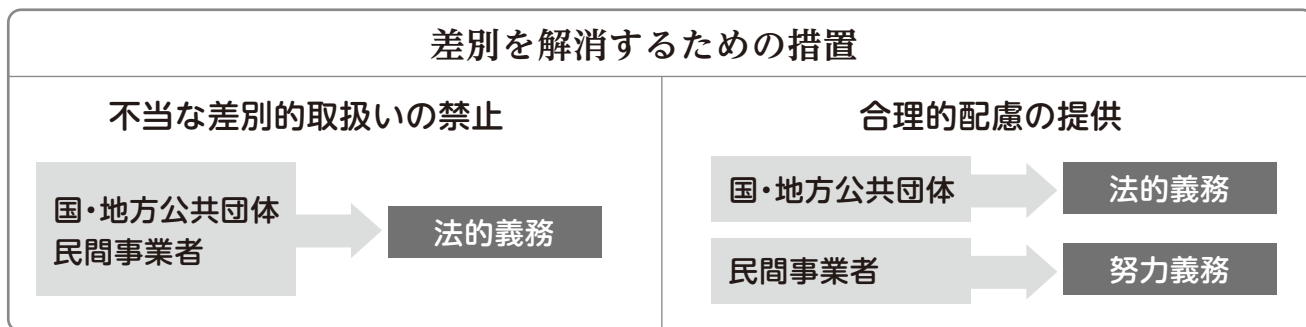 差別を解消するための措置
不当な差別的取扱いの禁止
国・地方公共団体
民間事業者
法的義務
合理的配慮の提供
国・地方公共団体
法的義務
民間事業者
努力義務